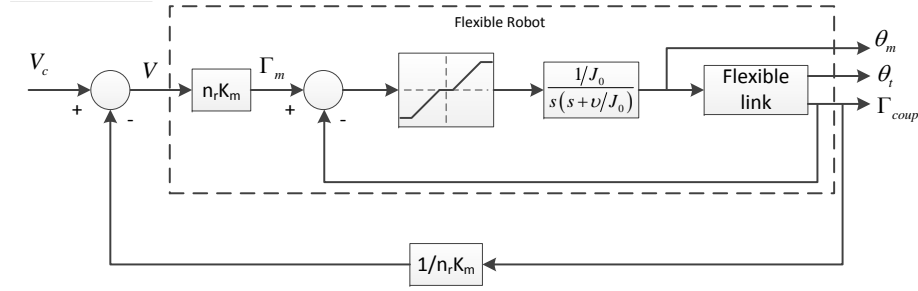 Flexible Robot
V_c
+
-
V
n_rK_m
Γ_m
+
-
1/J_0
s(s+υ/J_0)
Flexible
link
θ_m
θ_t
Γ_coup
1/n_rK_m